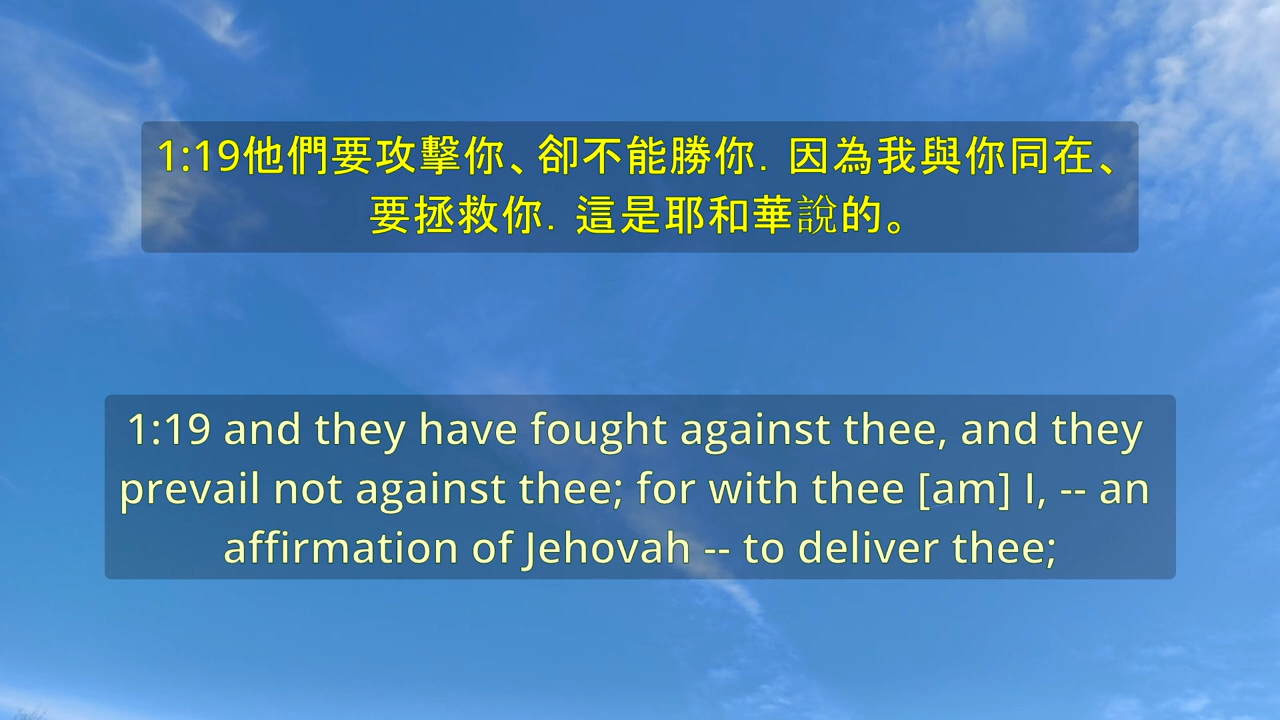 1:19他們要攻擊你、卻不能勝你．因為我與你同在、
要拯救你．這是耶和華說的。
1:19 and they have fought against thee, and they
prevail not against thee; for with thee [am] I, -- an
affirmation of Jehovah -- to deliver thee;